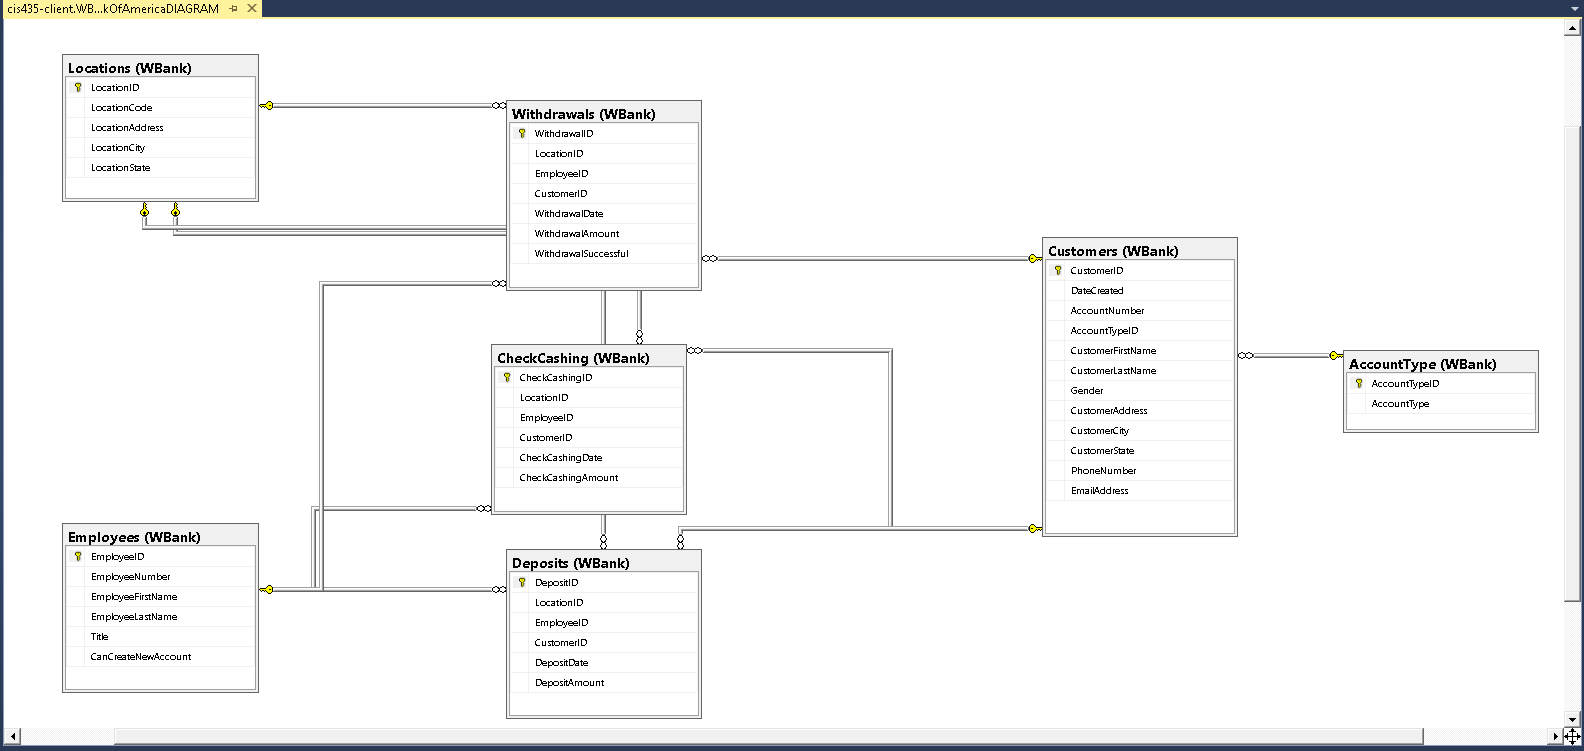 cis435-client.WB...kOfAmericaDIAGRAM
Locations (WBank)
LocationID
LocationCode
LocationAddress
LocationCity
LocationState
Withdrawals (WBank)
WithdrawalID
LocationID
EmployeeID
CustomerID
WithdrawalDate
WithdrawalAmount
WithdrawalSuccessful
Customers (WBank)
CustomerID
DateCreated
AccountNumber
AccountTypeID
CustomerFirstName
CustomerLastName
Gender
CustomerAddress
CustomerCity
CustomerState
PhoneNumber
EmailAddress
AccountType (WBank)
AccountTypeID
AccountType
CheckCashing (WBank)
CheckCashingID
LocationID
EmployeeID
CustomerID
CheckCashingDate
CheckCashingAmount
Employees (WBank)
EmployeeID
EmployeeNumber
EmployeeFirstName
EmployeeLastName
Title
CanCreateNewAccount
Deposits (WBank)
DepositID
LocationID
EmployeeID
CustomerID
DepositDate
DepositAmount